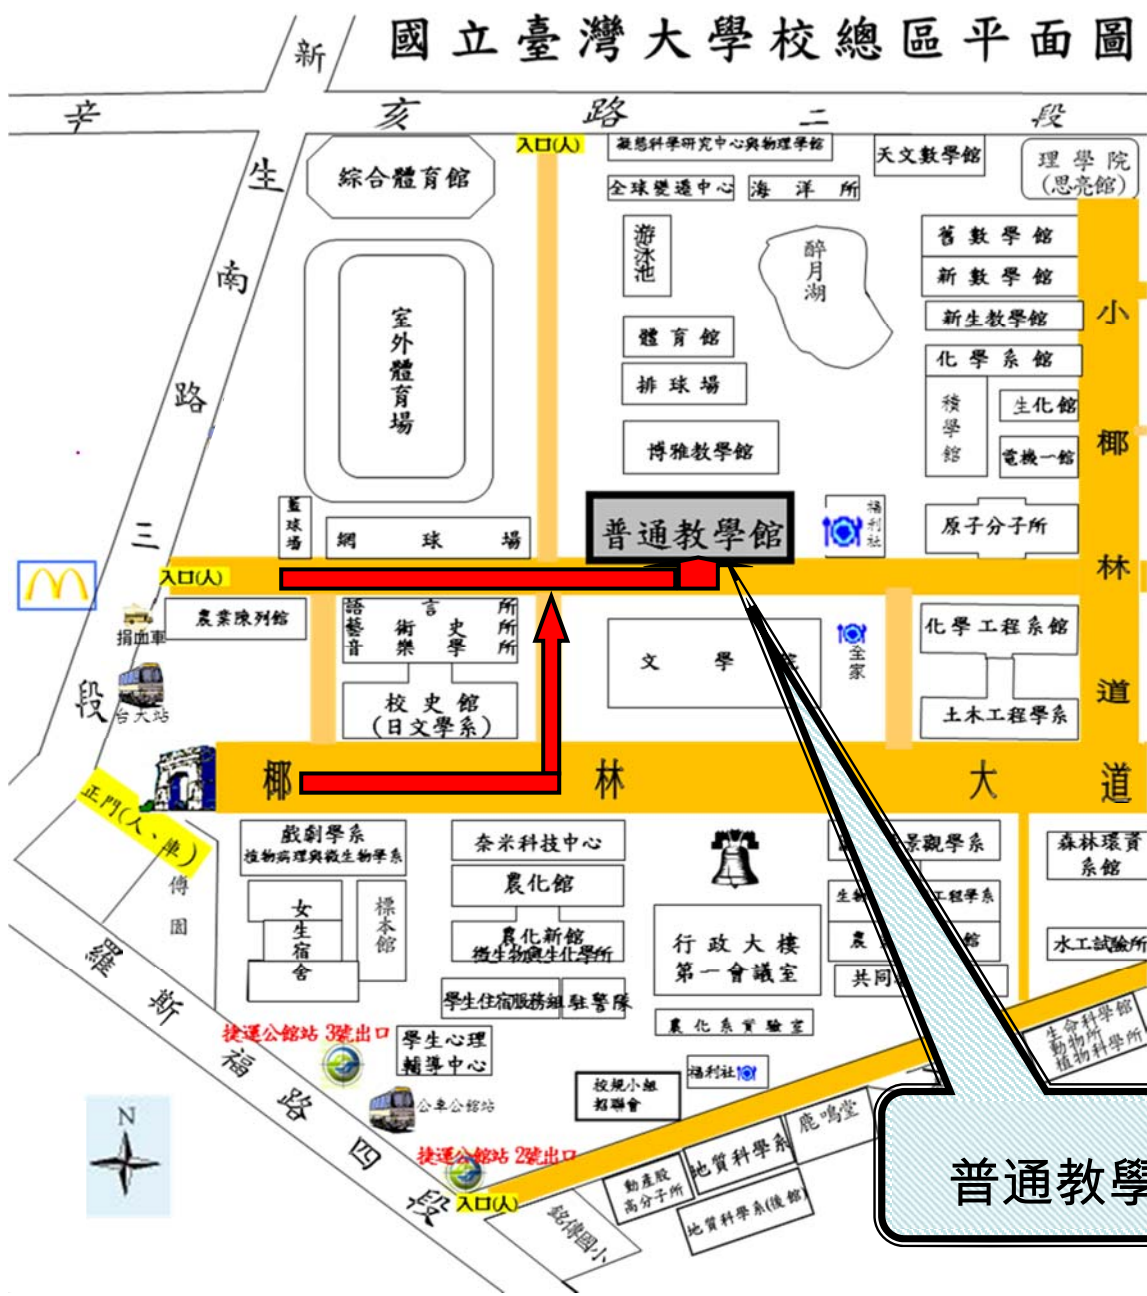 國立臺灣大學校總區平面圖
新生南路三段
辛亥路二段
入口(人)
凝態科學研究中心與物理學館
天文數學館
理學院
(思亮館)
綜合體育館
全球變遷中心
海洋所
游泳池
醉月湖
舊數學館
新數學館
新生教學館
化學系館
小椰林道
室外體育場
體育館
排球場
積學館
生化館
電機一館
博雅教學館
籃球場
網球場
普通教學館
福利社
原子分子所
入口(人)
農業陳列館
語言所
藝術史所
音樂學所
文學
全家
化學工程系館
捐血車
台大站
校史館
(日文學系)
土木工程學系
椰林大道
正門(人、車)
傅園
戲劇學系
植物病理與微生物學系
奈米科技中心
景觀學系
森林環資
系館
農化館
女生宿舍
標本館
生物
工程學系
農化新館
微生物與生化學所
行政大樓
第一會議室
農
館
水工試驗所
共同
學生住宿服務組
駐警隊
農化系實驗室
羅斯福路四段
捷運公館站 3號出口
學生心理
輔導中心
生命科學館
動物所
植物科學所
福利社
校規小組
招聯會
公車公館站
N
鹿鳴堂
捷運公館站 2號出口
地質科學系
動產股
高分子所
入口(人)
地質科學系(後館)
銘傳國小
普通教學